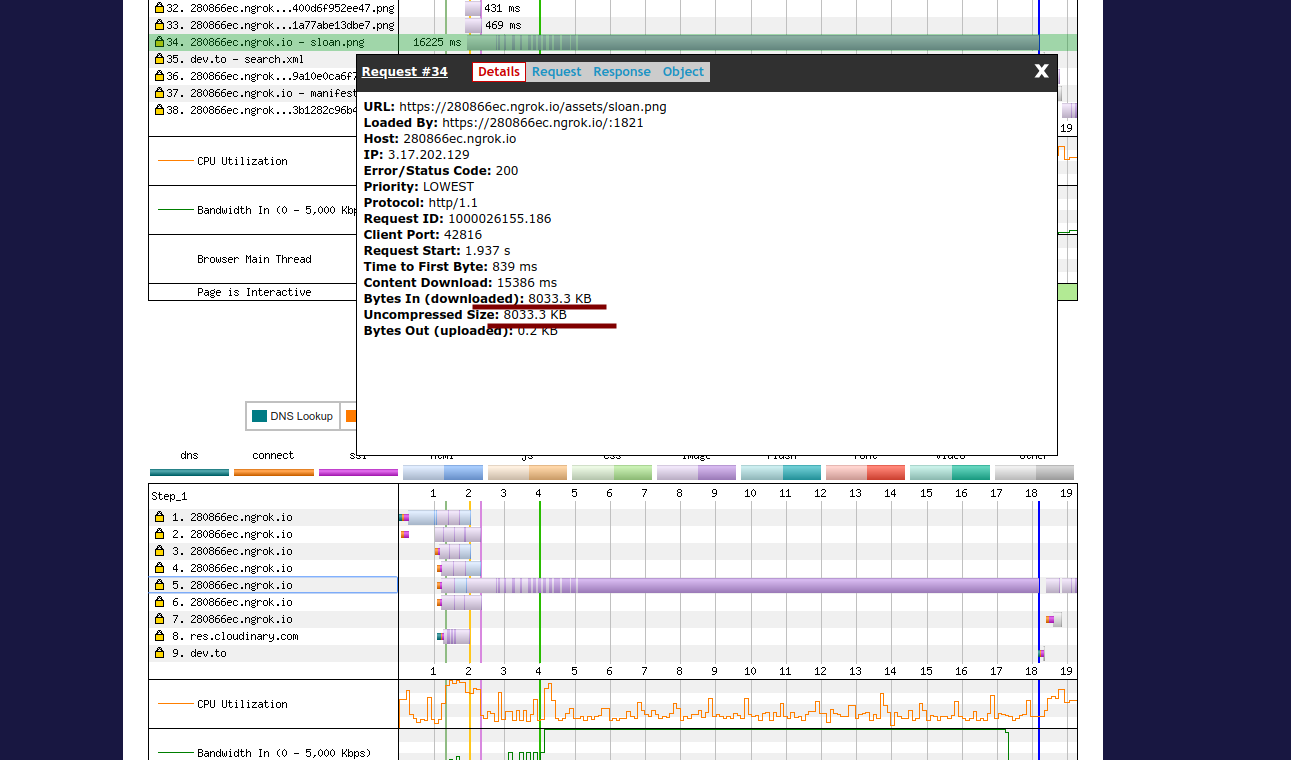 32. 280866ec.ngrok...400d6f952ee47.png 431 ms
33. 280866ec.ngrok...1a77abe13dbe7.png 469 ms
34. 280866ec.ngrok.io - sloan.png 16225 ms
35. dev.to - search.xml
36. 280866ec.ngrok...9a10e0ca6f7
37. 280866ec.ngrok.io - manifest
38. 280866ec.ngrok...3b1282c96b4
19
CPU Utilization
Bandwidth In (0 - 5,000 Kbp
Browser Main Thread
Page is Interactive
Request #34 Details Request Response Object X
URL: https://280866ec.ngrok.io/assets/sloan.png
Loaded By: https://280866ec.ngrok.io/:1821
Host: 280866ec.ngrok.io
IP: 3.17.202.129
Error/Status Code: 200
Priority: LOWEST
Protocol: http/1.1
Request ID: 1000026155.186
Client Port: 42816
Request Start: 1.937 s
Time to First Byte: 839 ms
Content Download: 15386 ms
Bytes In (downloaded): 8033.3 KB
Uncompressed Size: 8033.3 KB
Bytes Out (uploaded): 0.2 KB
DNS Lookup
dns connect ssl html js css image flash font video other
Step_1 1 2 3 4 5 6 7 8 9 10 11 12 13 14 15 16 17 18 19
1. 280866ec.ngrok.io
2. 280866ec.ngrok.io
3. 280866ec.ngrok.io
4. 280866ec.ngrok.io
5. 280866ec.ngrok.io
6. 280866ec.ngrok.io
7. 280866ec.ngrok.io
8. res.cloudinary.com
9. dev.to
1 2 3 4 5 6 7 8 9 10 11 12 13 14 15 16 17 18 19
CPU Utilization
Bandwidth In (0 - 5,000 Kbps)